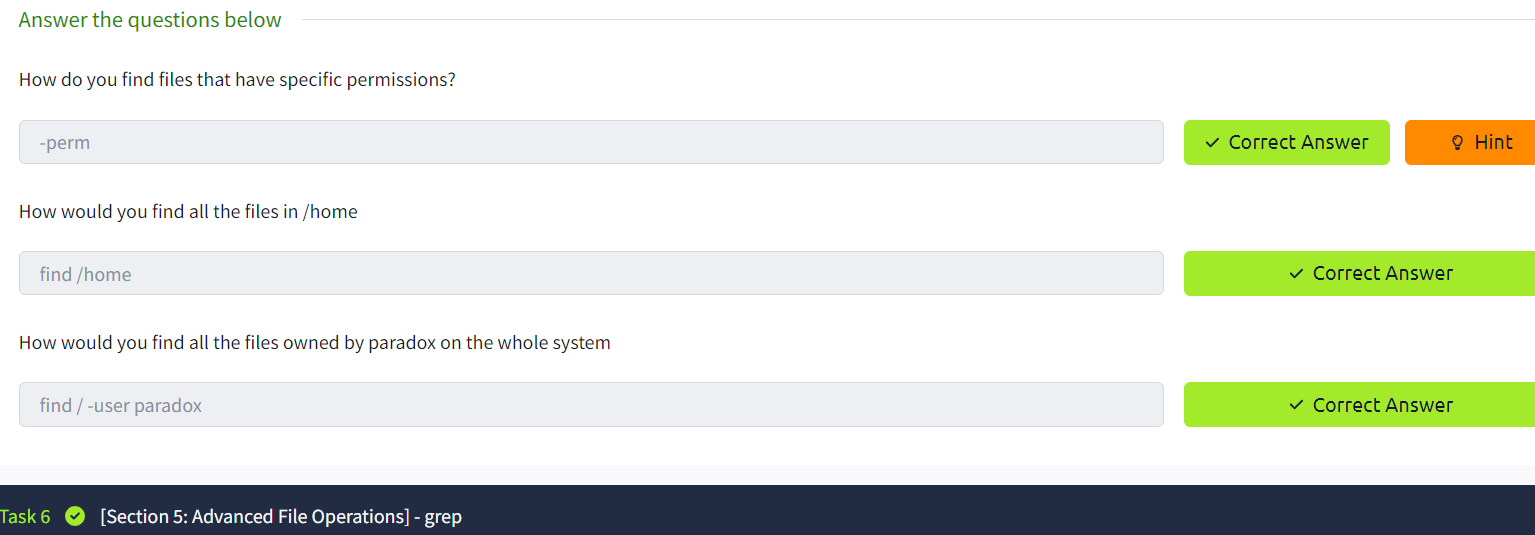 Answer the questions below
How do you find files that have specific permissions?
-perm
Correct Answer
Hint
How would you find all the files in /home
find /home
Correct Answer
How would you find all the files owned by paradox on the whole system
find / -user paradox
Correct Answer
Task 6 [Section 5: Advanced File Operations] - grep